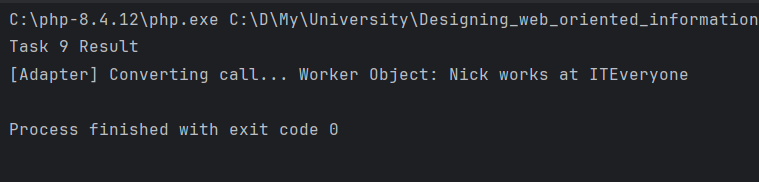 C:\php-8.4.12\php.exe C:\D\My\University\Designing_web_oriented_information
Task 9 Result
[Adapter] Converting call... Worker Object: Nick works at ITEveryone
Process finished with exit code 0